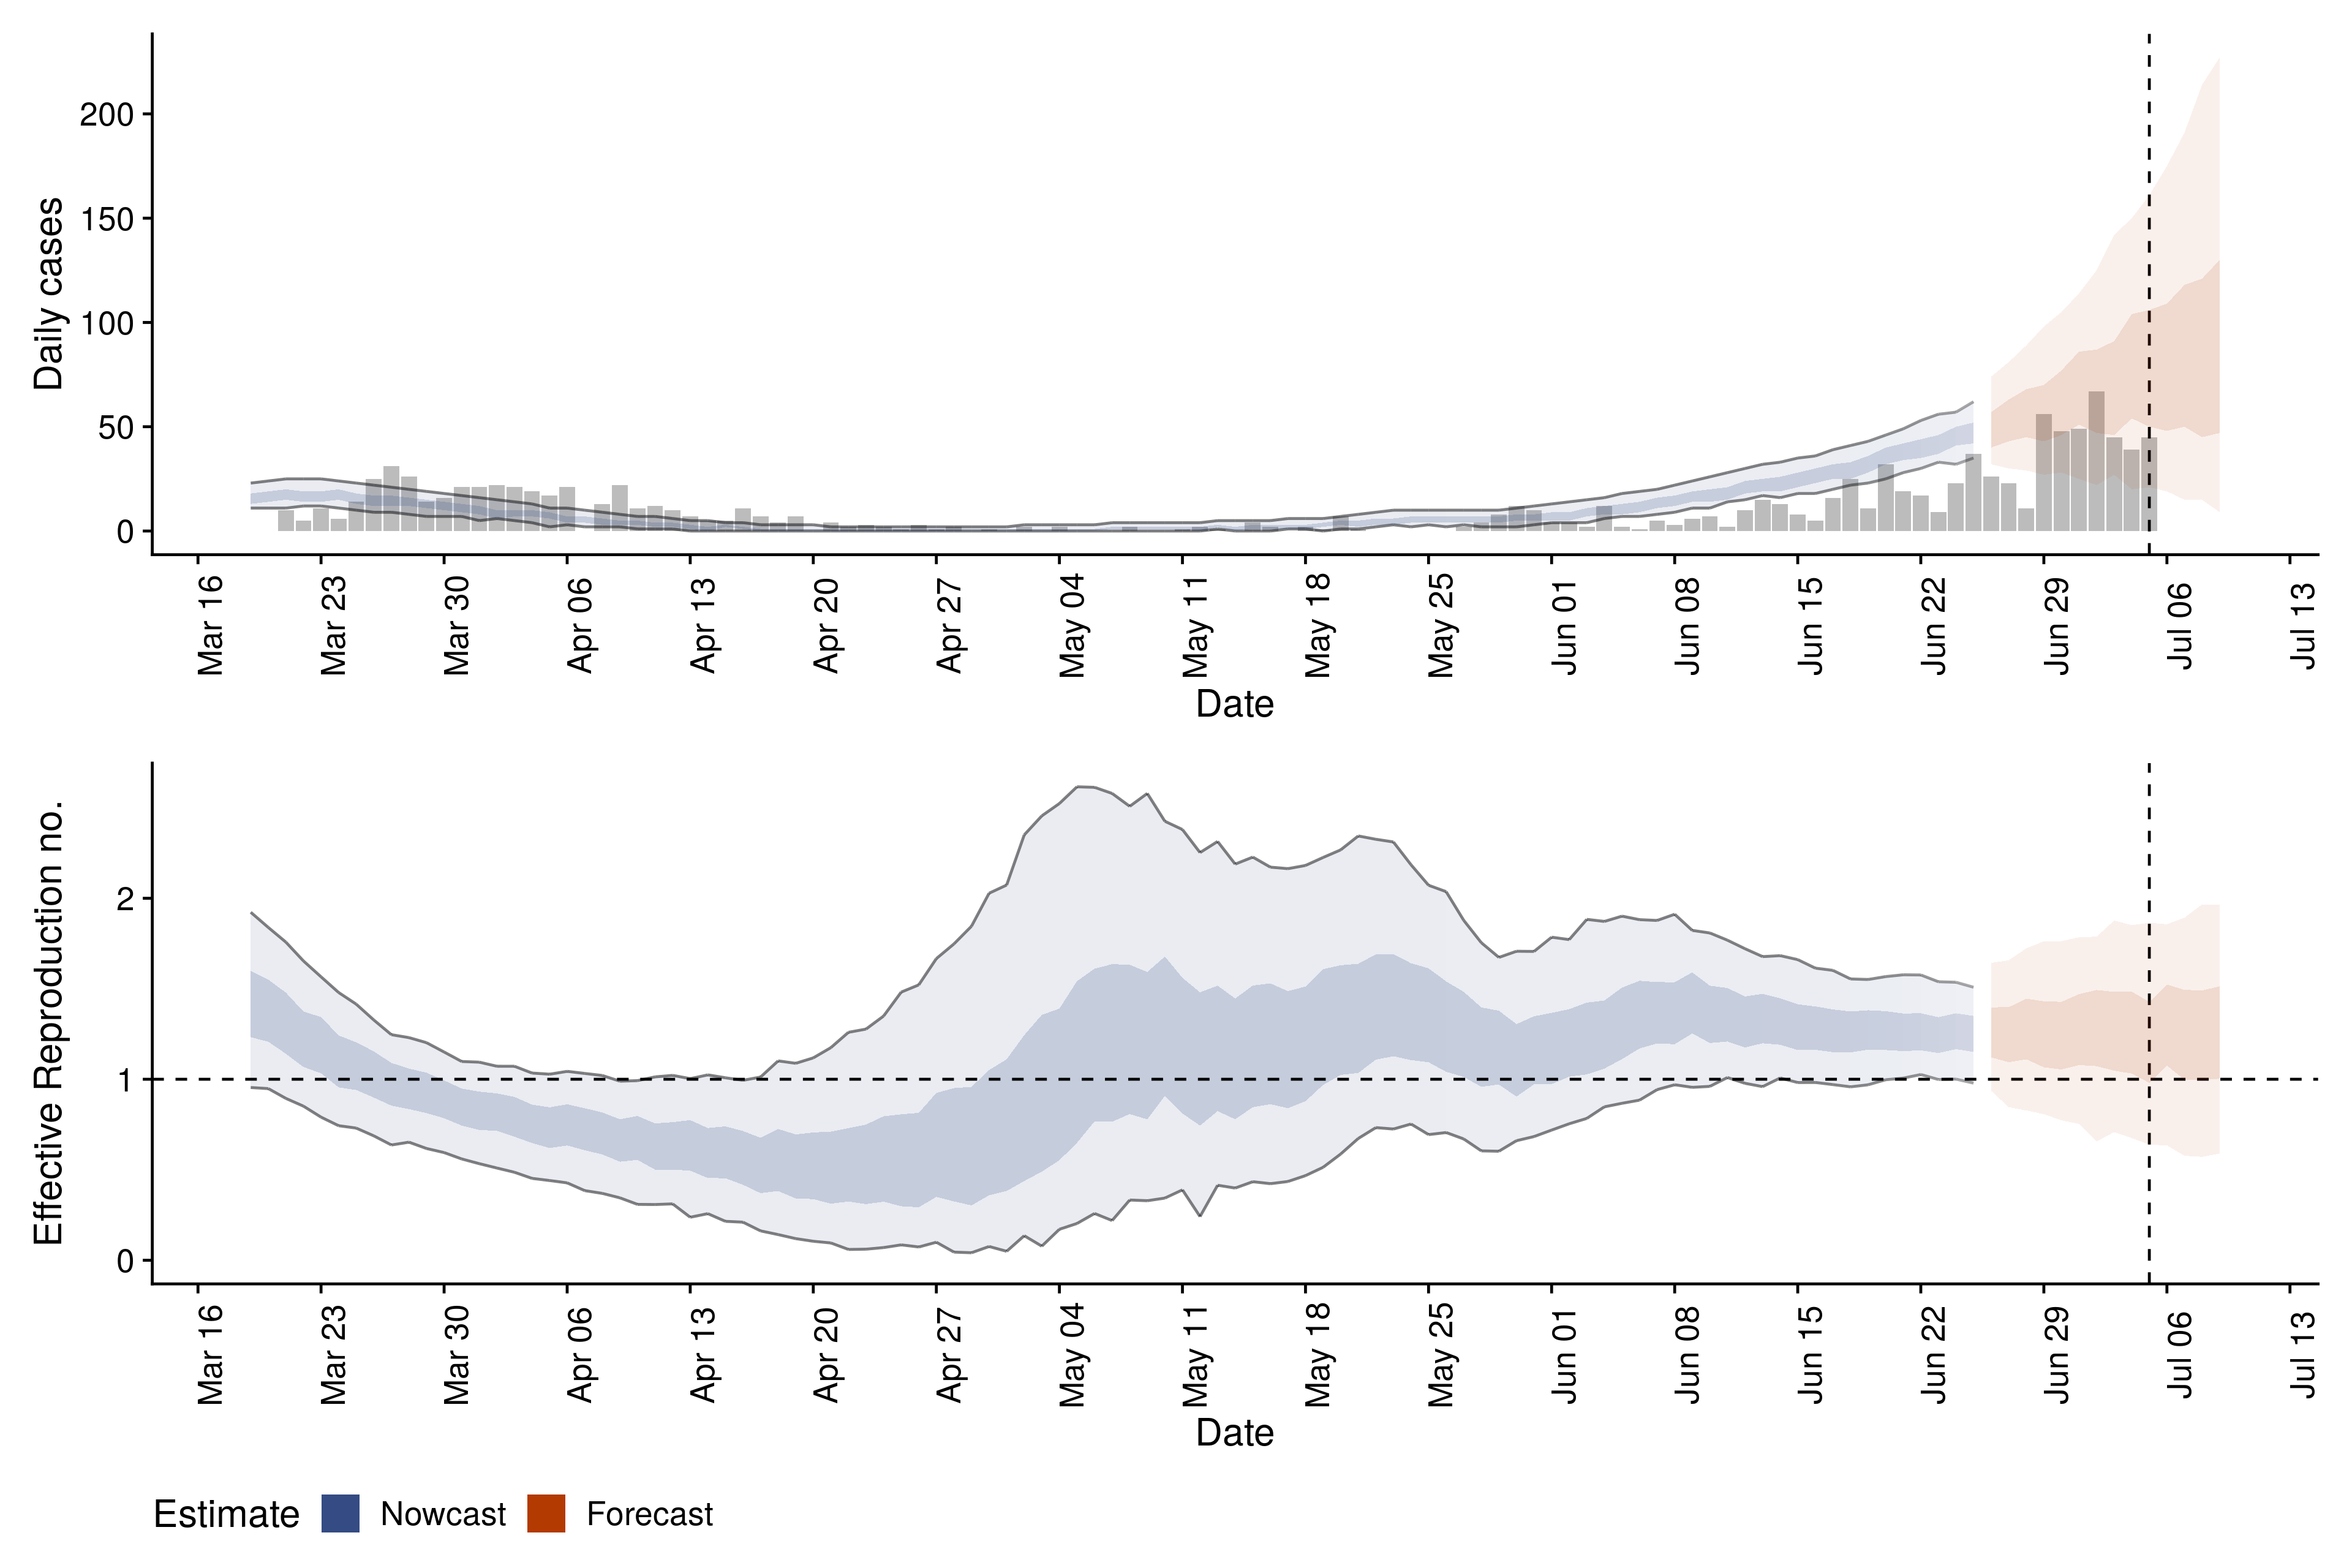 Daily cases
200
150
100
50
0
Mar 16
Mar 23
Mar 30
Apr 06
Apr 13
Apr 20
Apr 27
May 04
May 11
May 18
May 25
Jun 01
Jun 08
Jun 15
Jun 22
Jun 29
Jul 06
Jul 13
Date
Effective Reproduction no.
2
1
0
Mar 16
Mar 23
Mar 30
Apr 06
Apr 13
Apr 20
Apr 27
May 04
May 11
May 18
May 25
Jun 01
Jun 08
Jun 15
Jun 22
Jun 29
Jul 06
Jul 13
Date
Estimate Nowcast Forecast